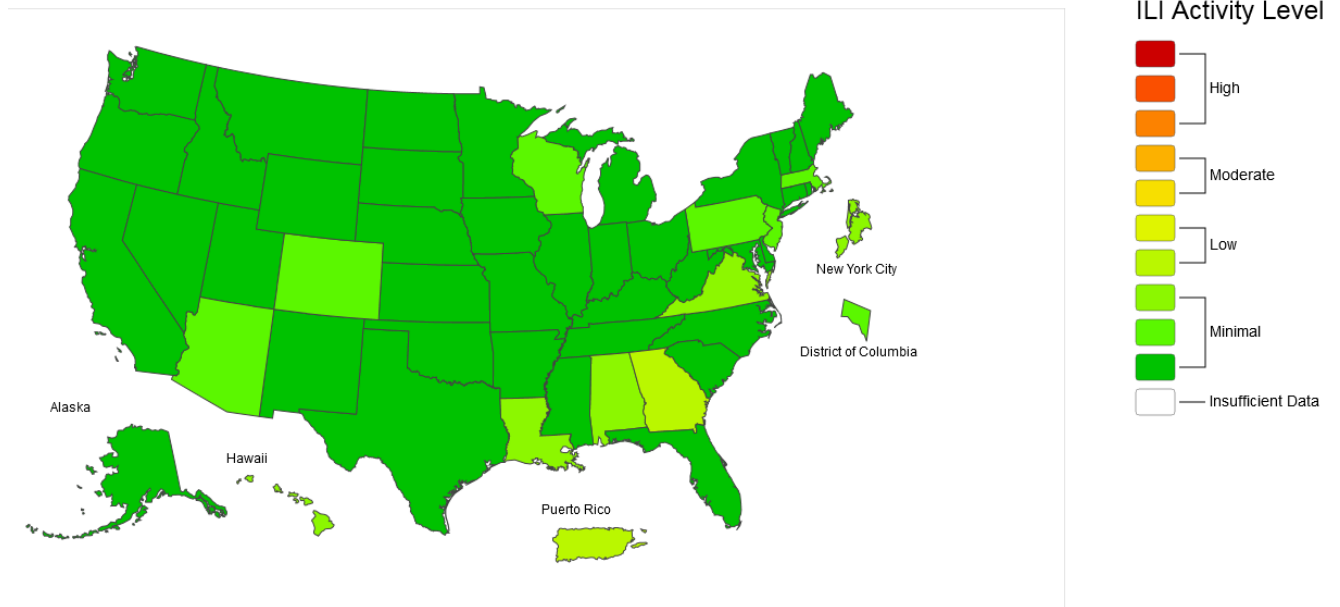 ILI Activity Level
High
Moderate
Low
Minimal
Insufficient Data
New York City
District of Columbia
Alaska
Hawaii
Puerto Rico